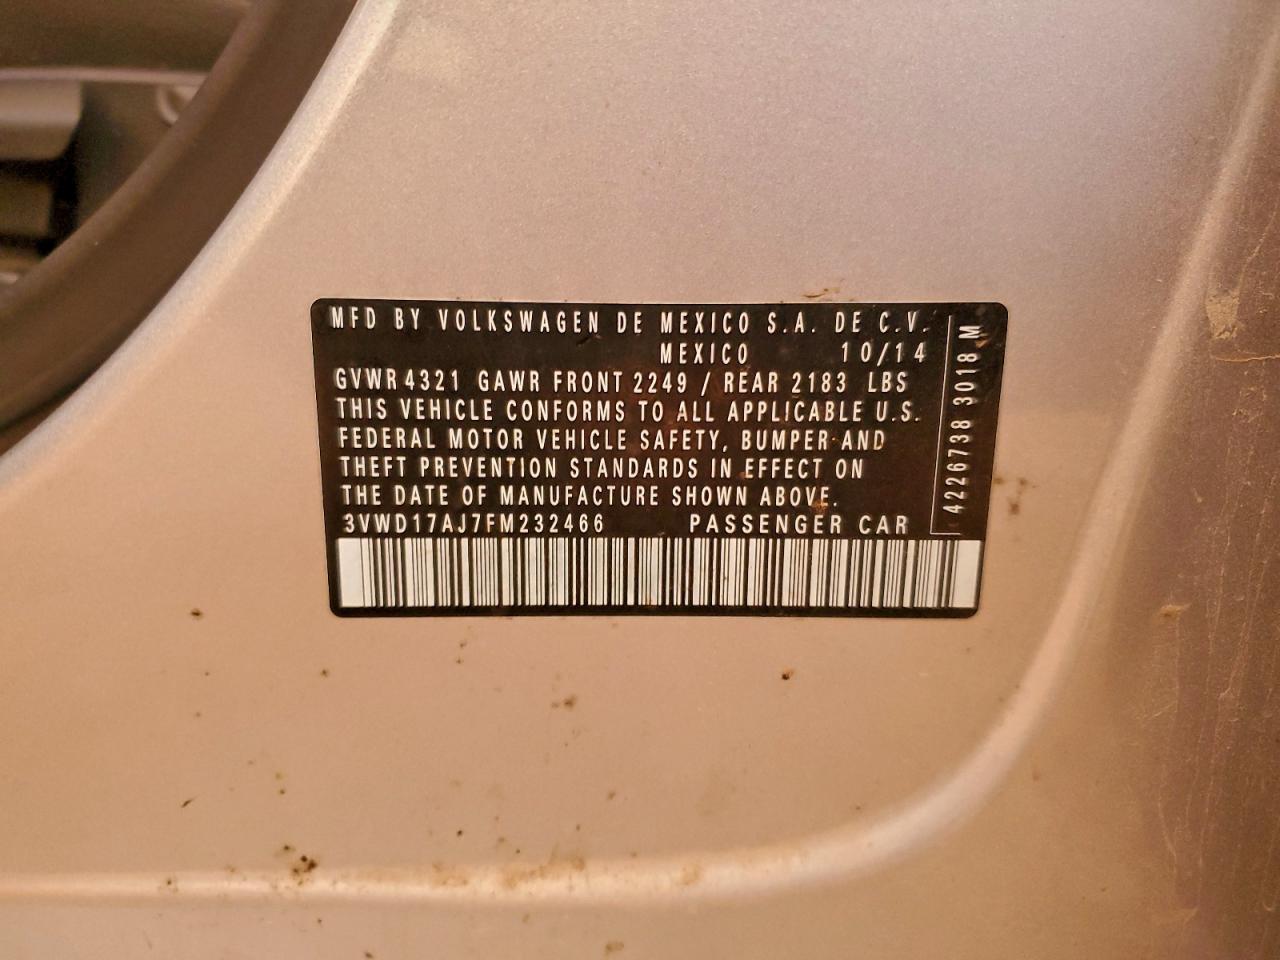 MFD BY VOLKSWAGEN DE MEXICO S.A. DE C.V.
MEXICO 10/14
GVWR 4321 GAWR FRONT 2249 / REAR 2183 LBS
THIS VEHICLE CONFORMS TO ALL APPLICABLE U.S.
FEDERAL MOTOR VEHICLE SAFETY, BUMPER AND
THEFT PREVENTION STANDARDS IN EFFECT ON
THE DATE OF MANUFACTURE SHOWN ABOVE.
3VWD17AJ7FM232466 PASSENGER CAR
4226738 3018 M